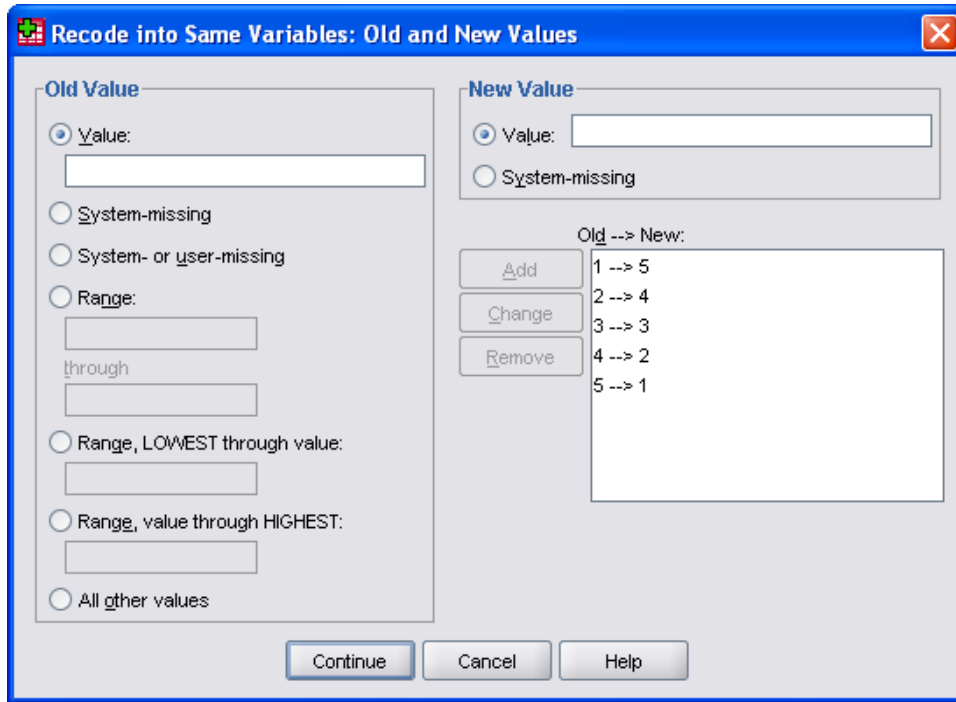 Recode into Same Variables: Old and New Values
Old Value
Value:
System-missing
System- or user-missing
Range:
through
Range, LOWEST through value:
Range, value through HIGHEST:
All other values
New Value
Value:
System-missing
Old --> New:
Add
Change
Remove
1 --> 5
2 --> 4
3 --> 3
4 --> 2
5 --> 1
Continue
Cancel
Help